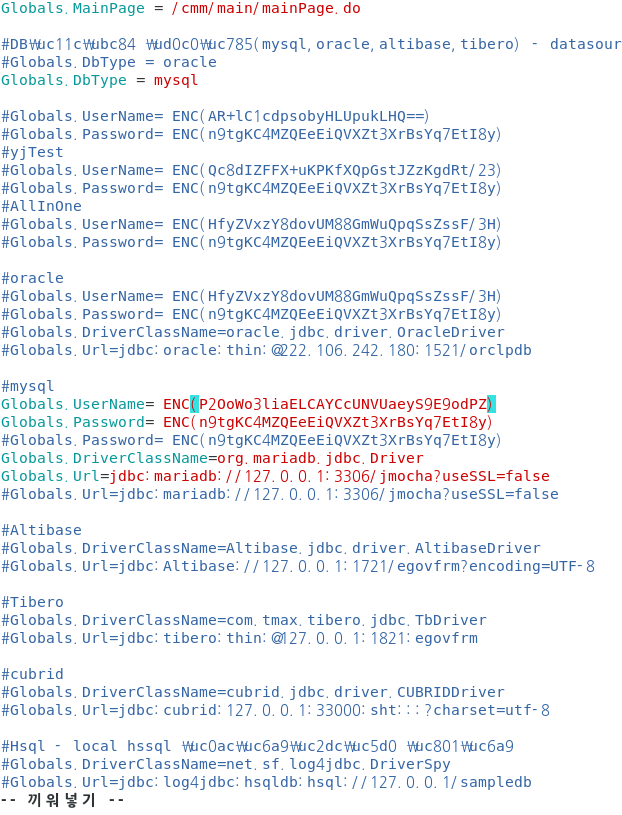 Globals.MainPage = /cmm/main/mainPage.do

#DB\uc11c\ubc84 \ud0c0\uc785(mysql,oracle,altibase,tibero) - datasour
#Globals.DbType = oracle
Globals.DbType = mysql

#Globals.UserName= ENC(AR+lC1cdpsobyHLUpukLHQ==)
#Globals.Password= ENC(n9tgKC4MZQEeEiQVXZt3XrBsYq7EtI8y)
#yjTest
#Globals.UserName= ENC(Qc8dIZFFX+uKPKfXQpGstJZzKgdRt/23)
#Globals.Password= ENC(n9tgKC4MZQEeEiQVXZt3XrBsYq7EtI8y)
#AllInOne
#Globals.UserName= ENC(HfyZVxzY8dovUM88GmWuQpqSsZssF/3H)
#Globals.Password= ENC(n9tgKC4MZQEeEiQVXZt3XrBsYq7EtI8y)

#oracle
#Globals.UserName= ENC(HfyZVxzY8dovUM88GmWuQpqSsZssF/3H)
#Globals.Password= ENC(n9tgKC4MZQEeEiQVXZt3XrBsYq7EtI8y)
#Globals.DriverClassName=oracle.jdbc.driver.OracleDriver
#Globals.Url=jdbc:oracle:thin:@222.106.242.180:1521/orclpdb

#mysql
Globals.UserName= ENC(P2OoWo3liaELCAYCcUNVUaeyS9E9odPZ)
Globals.Password= ENC(n9tgKC4MZQEeEiQVXZt3XrBsYq7EtI8y)
#Globals.Password= ENC(n9tgKC4MZQEeEiQVXZt3XrBsYq7EtI8y)
Globals.DriverClassName=org.mariadb.jdbc.Driver
Globals.Url=jdbc:mariadb://127.0.0.1:3306/jmocha?useSSL=false
#Globals.Url=jdbc:mariadb://127.0.0.1:3306/jmocha?useSSL=false

#Altibase
#Globals.DriverClassName=Altibase.jdbc.driver.AltibaseDriver
#Globals.Url=jdbc:Altibase://127.0.0.1:1721/egovfrm?encoding=UTF-8

#Tibero
#Globals.DriverClassName=com.tmax.tibero.jdbc.TbDriver
#Globals.Url=jdbc:tibero:thin:@127.0.0.1:1821:egovfrm

#cubrid
#Globals.DriverClassName=cubrid.jdbc.driver.CUBRIDDriver
#Globals.Url=jdbc:cubrid:127.0.0.1:33000:sht:::?charset=utf-8

#Hsql - local hssql \uc0ac\uc6a9\uc2dc\uc5d0 \uc801\uc6a9
#Globals.DriverClassName=net.sf.log4jdbc.DriverSpy
#Globals.Url=jdbc:log4jdbc:hsqldb:hsql://127.0.0.1/sampledb
-- 끼워넣기 --